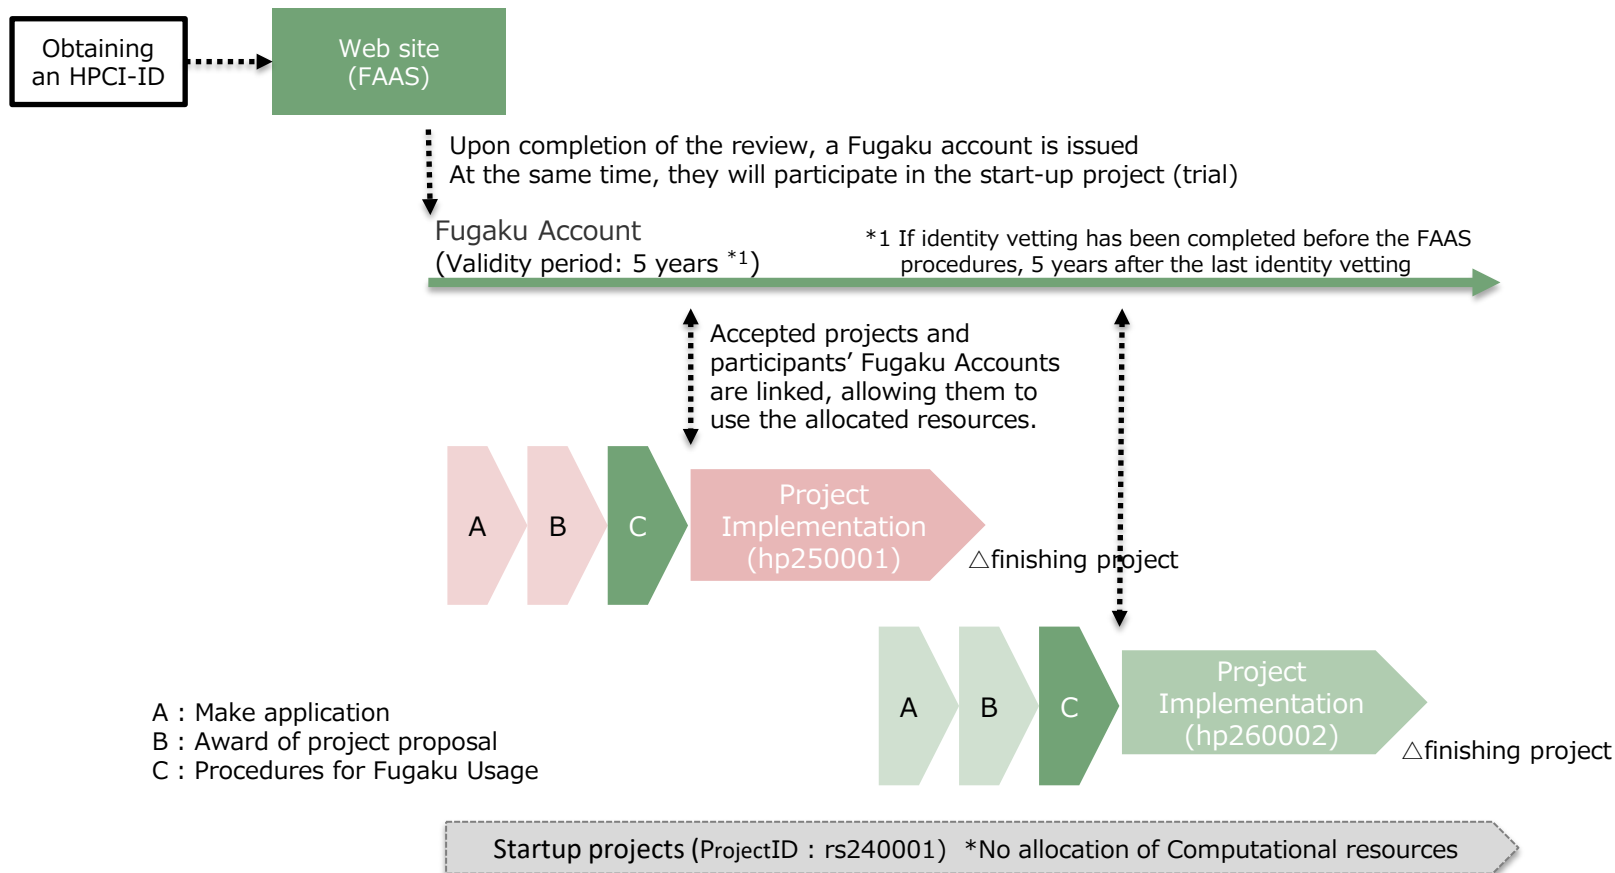 Obtaining
an HPCI-ID
Web site
(FAAS)
Upon completion of the review, a Fugaku account is issued
At the same time, they will participate in the start-up project (trial)
Fugaku Account
(Validity period: 5 years *1)
*1 If identity vetting has been completed before the FAAS
procedures, 5 years after the last identity vetting
Accepted projects and
participants’ Fugaku Accounts
are linked, allowing them to
use the allocated resources.
A
B
C
Project
Implementation
(hp250001)
△finishing project
A
B
C
Project
Implementation
(hp260002)
△finishing project
A : Make application
B : Award of project proposal
C : Procedures for Fugaku Usage
Startup projects (ProjectID : rs240001) *No allocation of Computational resources